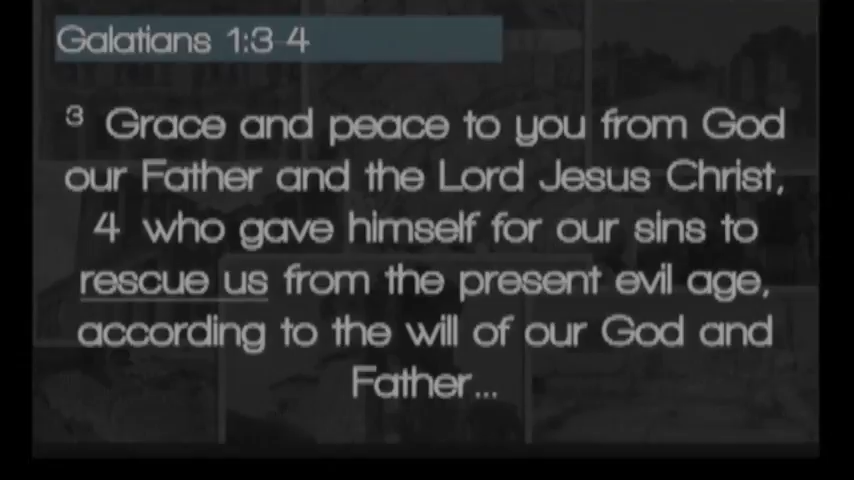 Galatians 1:3 4
3 Grace and peace to you from God
our Father and the Lord Jesus Christ,
4 who gave himself for our sins to
rescue us from the present evil age,
according to the will of our God and
Father...